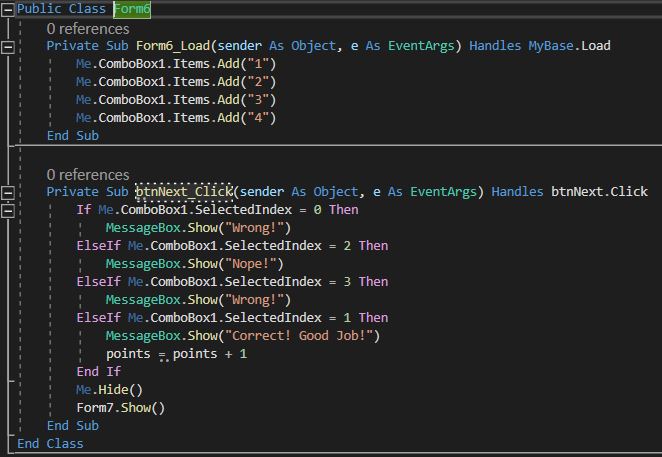 Public Class Form6
0 references
Private Sub Form6_Load(sender As Object, e As EventArgs) Handles MyBase.Load
Me.ComboBox1.Items.Add("1")
Me.ComboBox1.Items.Add("2")
Me.ComboBox1.Items.Add("3")
Me.ComboBox1.Items.Add("4")
End Sub
0 references
Private Sub btnNext_Click(sender As Object, e As EventArgs) Handles btnNext.Click
If Me.ComboBox1.SelectedIndex = 0 Then
MessageBox.Show("Wrong!")
ElseIf Me.ComboBox1.SelectedIndex = 2 Then
MessageBox.Show("Nope!")
ElseIf Me.ComboBox1.SelectedIndex = 3 Then
MessageBox.Show("Wrong!")
ElseIf Me.ComboBox1.SelectedIndex = 1 Then
MessageBox.Show("Correct! Good Job!")
points = points + 1
End If
Me.Hide()
Form7.Show()
End Sub
End Class